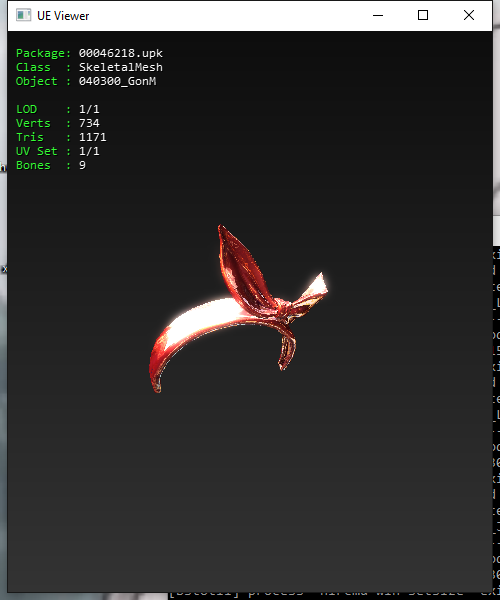 UE Viewer
Package: 00046218.upk
Class : SkeletalMesh
Object : 040300_GonM
LOD : 1/1
Verts : 734
Tris : 1171
UV Set : 1/1
Bones : 9